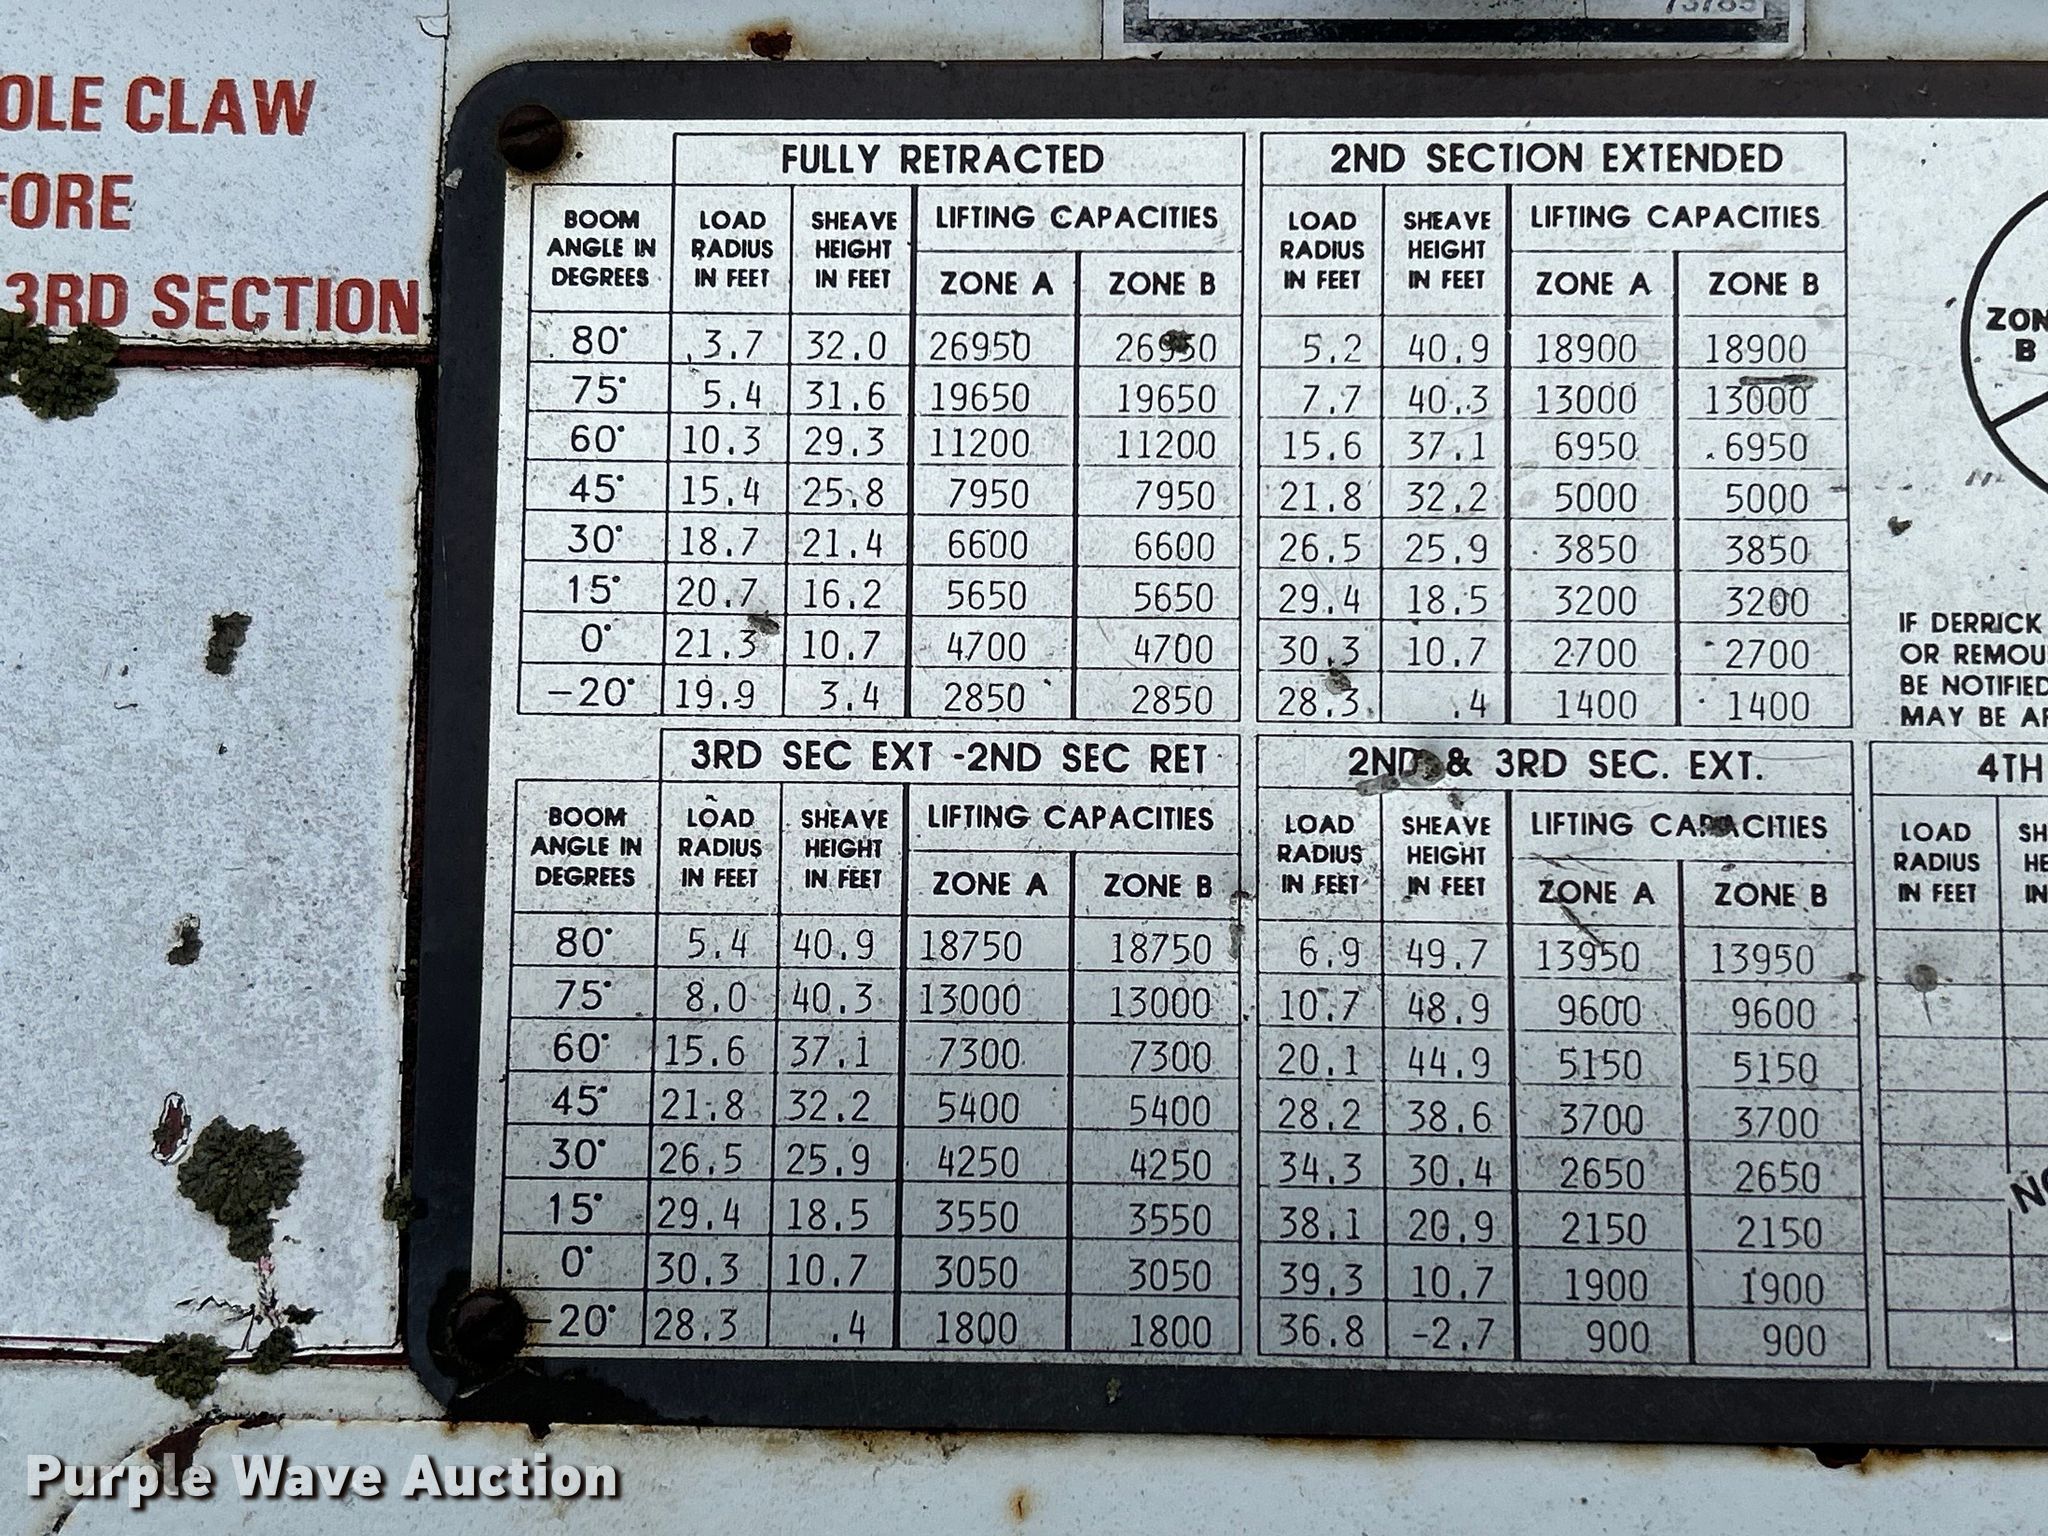 73785
OLE CLAW
FORE
3RD SECTION
FULLY RETRACTED
BOOM ANGLE IN DEGREES LOAD RADIUS IN FEET SHEAVE HEIGHT IN FEET LIFTING CAPACITIES ZONE A ZONE B
80° 3.7 32.0 26950 26950
75° 5.4 31.6 19650 19650
60° 10.3 29.3 11200 11200
45° 15.4 25.8 7950 7950
30° 18.7 21.4 6600 6600
15° 20.7 16.2 5650 5650
0° 21.3 10.7 4700 4700
-20° 19.9 3.4 2850 2850
2ND SECTION EXTENDED
LOAD RADIUS IN FEET SHEAVE HEIGHT IN FEET LIFTING CAPACITIES ZONE A ZONE B
5.2 40.9 18900 18900
7.7 40.3 13000 13000
15.6 37.1 6950 6950
21.8 32.2 5000 5000
26.5 25.9 3850 3850
29.4 18.5 3200 3200
30.3 10.7 2700 2700
28.3 .4 1400 1400
ZON
B
IF DERRICK
OR REMOU
BE NOTIFIED
MAY BE AF
3RD SEC EXT -2ND SEC RET
BOOM ANGLE IN DEGREES LOAD RADIUS IN FEET SHEAVE HEIGHT IN FEET LIFTING CAPACITIES ZONE A ZONE B
80° 5.4 40.9 18750 18750
75° 8.0 40.3 13000 13000
60° 15.6 37.1 7300 7300
45° 21.8 32.2 5400 5400
30° 26.5 25.9 4250 4250
15° 29.4 18.5 3550 3550
0° 30.3 10.7 3050 3050
-20° 28.3 .4 1800 1800
2ND & 3RD SEC. EXT.
LOAD RADIUS IN FEET SHEAVE HEIGHT IN FEET LIFTING CAPACITIES ZONE A ZONE B
6.9 49.7 13950 13950
10.7 48.9 9600 9600
20.1 44.9 5150 5150
28.2 38.6 3700 3700
34.3 30.4 2650 2650
38.1 20.9 2150 2150
39.3 10.7 1900 1900
36.8 -2.7 900 900
4TH
LOAD SH
RADIUS HE
IN FEET IN
NO
Purple Wave Auction